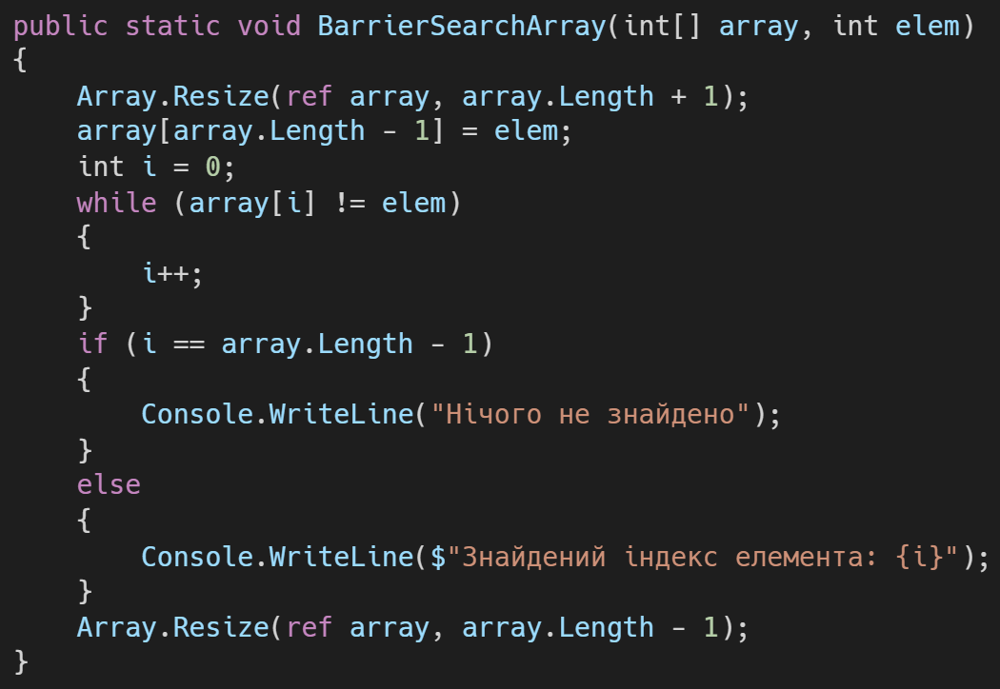 public static void BarrierSearchArray(int[] array, int elem)
{
    Array.Resize(ref array, array.Length + 1);
    array[array.Length - 1] = elem;
    int i = 0;
    while (array[i] != elem)
    {
        i++;
    }
    if (i == array.Length - 1)
    {
        Console.WriteLine("Нічого не знайдено");
    }
    else
    {
        Console.WriteLine($"Знайдений індекс елемента: {i}");
    }
    Array.Resize(ref array, array.Length - 1);
}